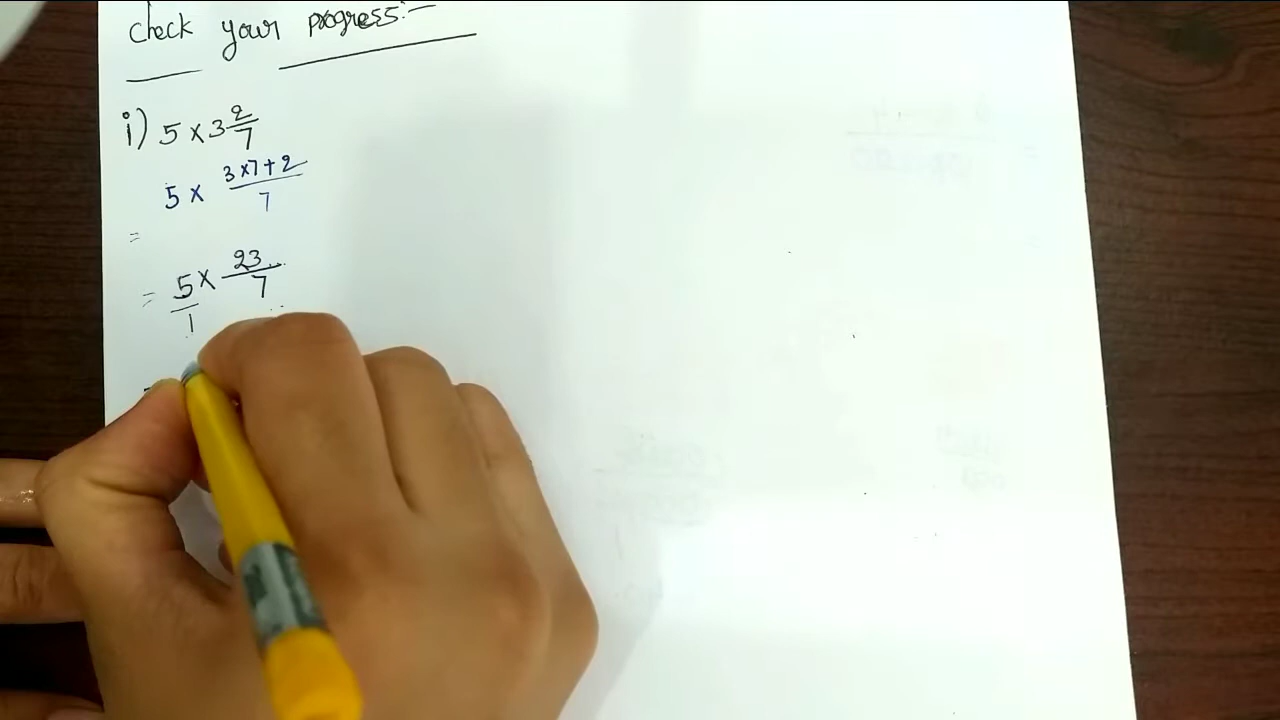 check your progress:-
i) 5 x 3 2/7
5 x 3x7+2/7
=
= 5/1 x 23/7